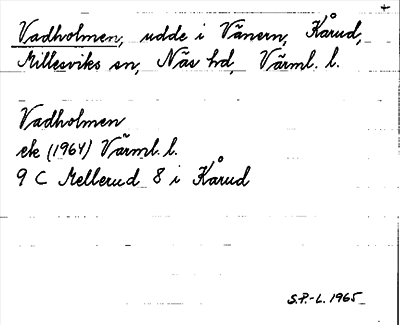 Vadholmen, udde i Vänern, Kårud,
Millesviks sn, Näs hd, Värml. l.
Vadholmen
ek (1964) Värml. l.
9 C Mellerud 8 i Kårud
S.P.-L. 1965